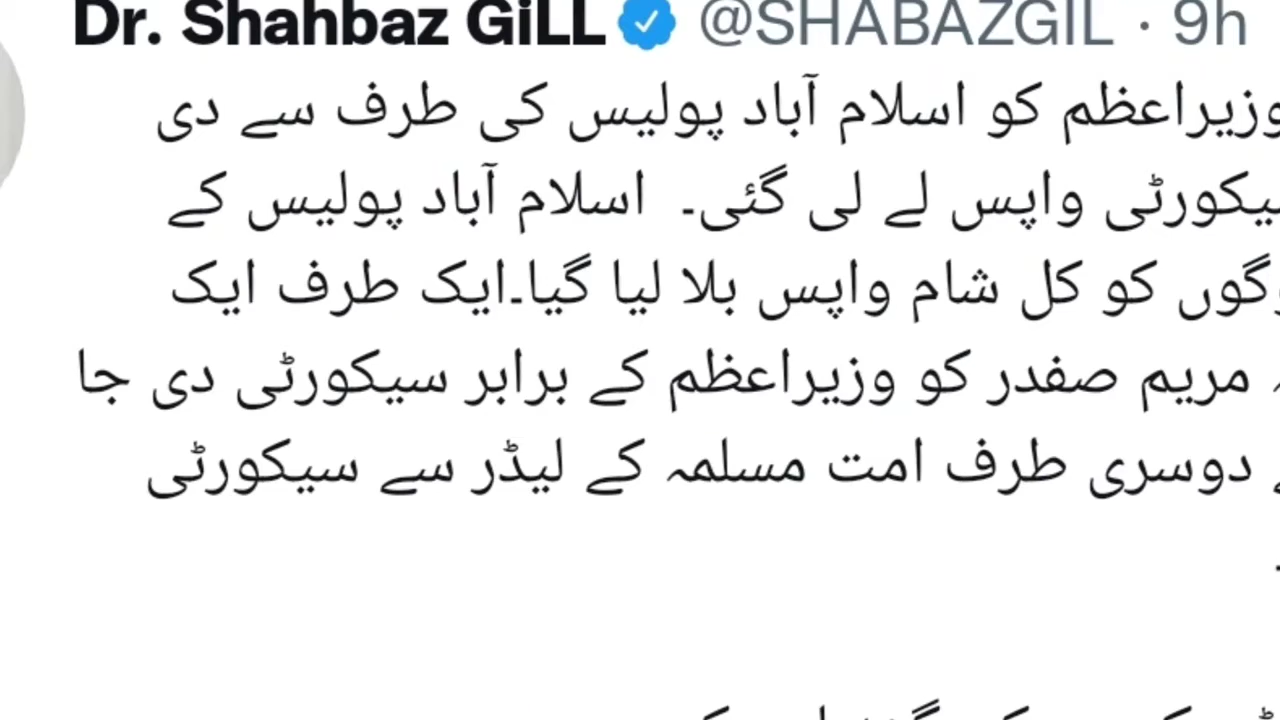 Dr. Shahbaz GiLL @SHABAZGIL · 9h
وزیراعظم کو اسلام آباد پولیس کی طرف سے دی
واپس لے لی گئی۔ اسلام آباد پولیس کے
کو کل شام واپس بلا لیا گیا۔ایک طرف ایک
مریم صفدر کو وزیراعظم کے برابر سیکورٹی دی جا
دوسری طرف امت مسلمہ کے لیڈر سے سیکورٹی